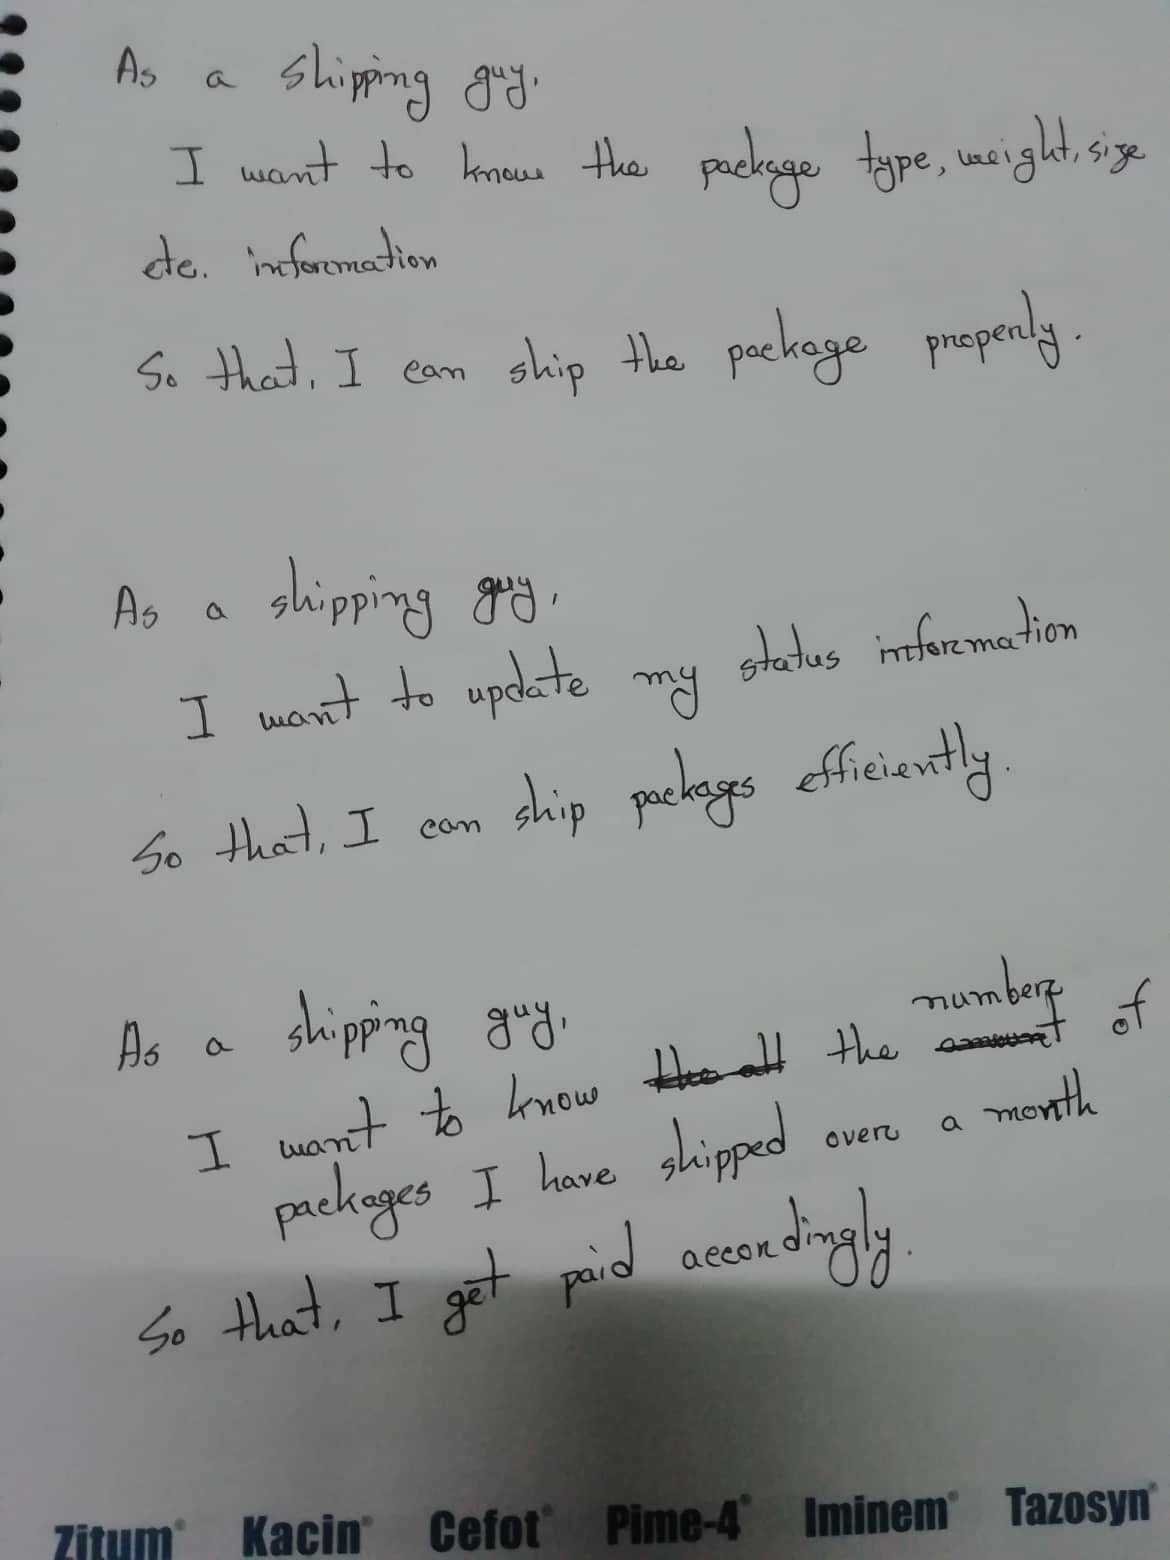 As a shipping guy,
I want to know the package type, weight, size
etc. information
So that, I can ship the package properly.
As a shipping guy,
I want to update my status information
So that, I can ship packages efficiently.
As a shipping guy,
I want to know the all the number amount of
packages I have shipped over a month
So that, I get paid accordingly.
Zitum® Kacin® Cefot® Pime-4® Iminem® Tazosyn®